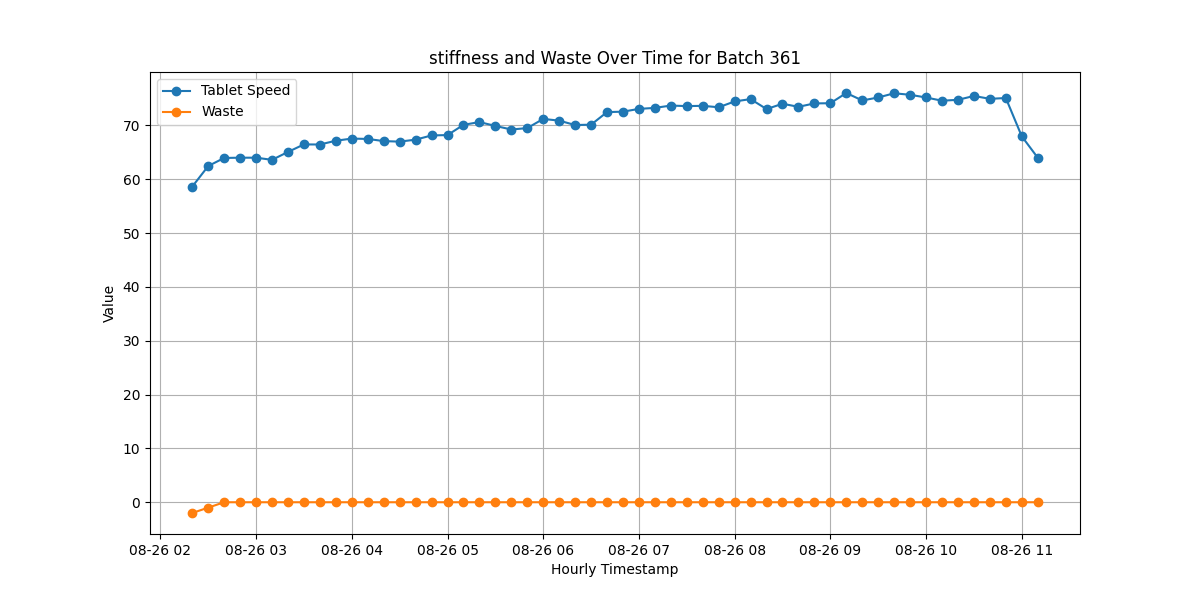 stiffness and Waste Over Time for Batch 361
Tablet Speed
Waste
70
60
50
40
30
20
10
0
Value
08-26 02 08-26 03 08-26 04 08-26 05 08-26 06 08-26 07 08-26 08 08-26 09 08-26 10 08-26 11
Hourly Timestamp